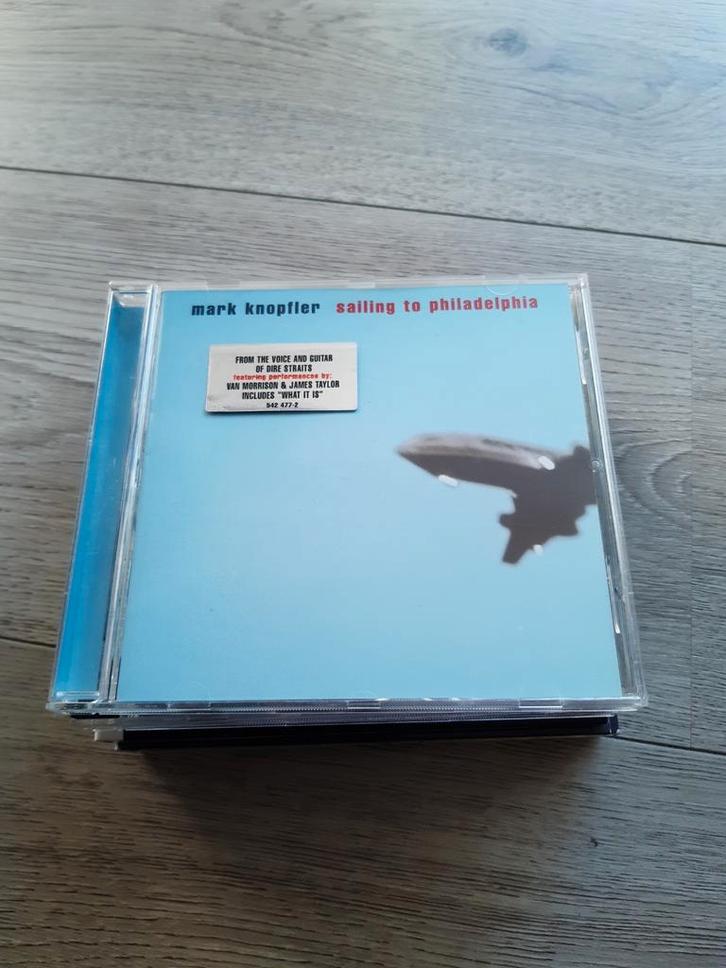 mark knopfler sailing to philadelphia
FROM THE VOICE AND GUITAR
OF DIRE STRAITS
featuring performances by:
VAN MORRISON & JAMES TAYLOR
INCLUDES "WHAT IT IS"
542 477-2